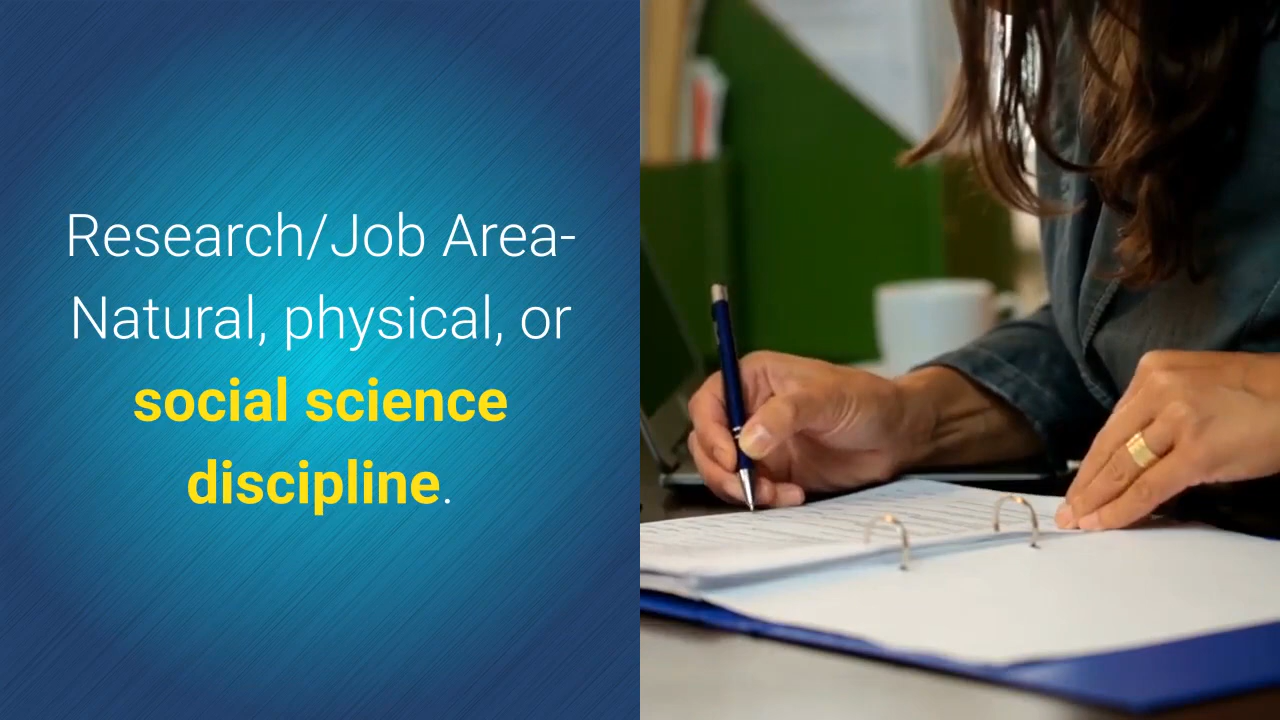 Research/Job Area-
Natural, physical, or
social science
discipline.